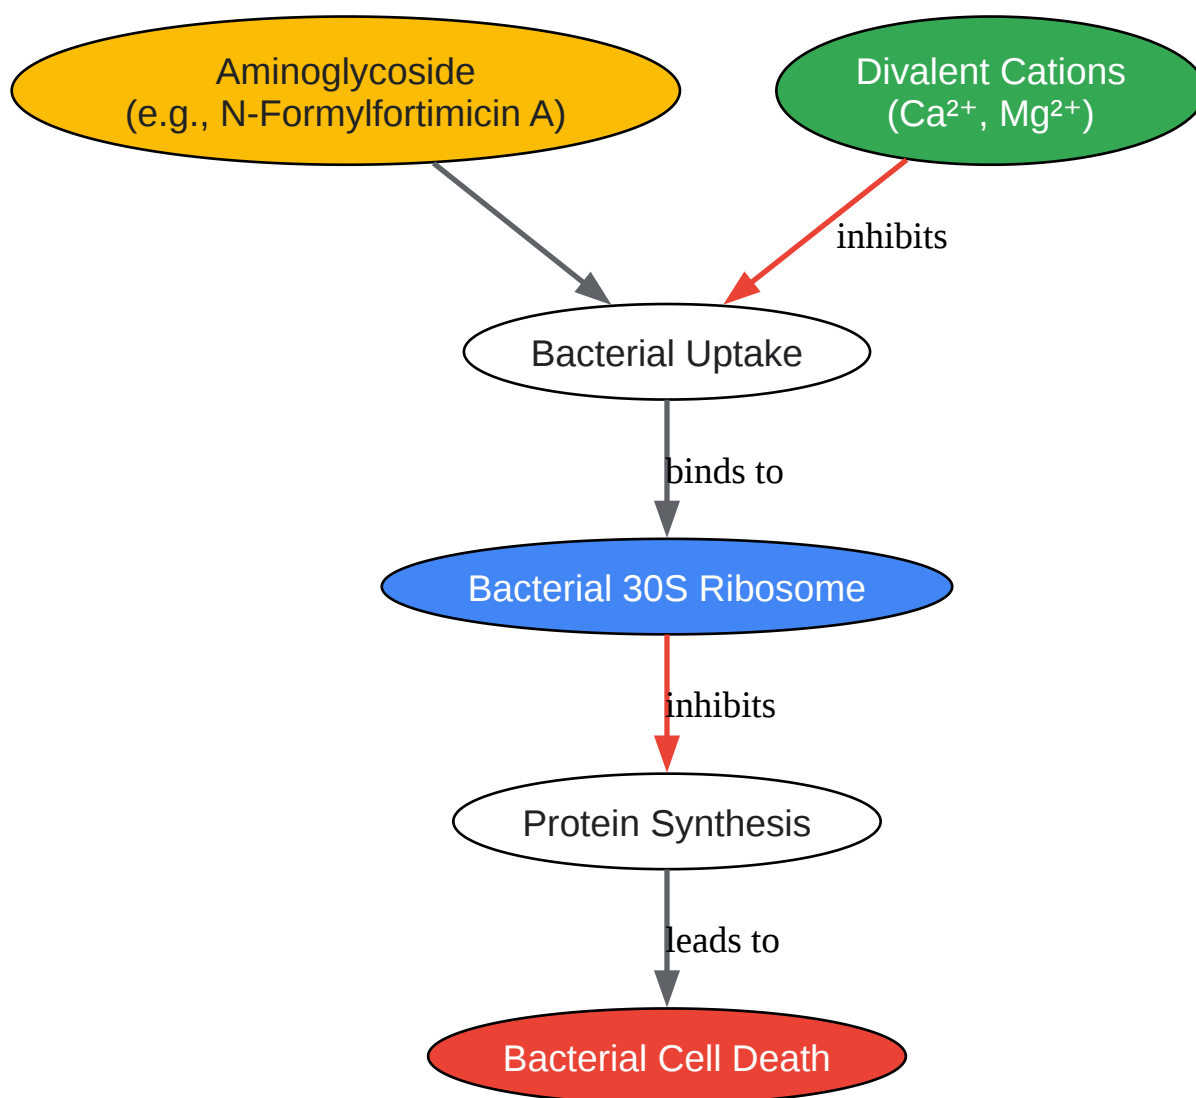 Aminoglycoside
(e.g., N-Formylfortimicin A)
Divalent Cations
(Ca²⁺, Mg²⁺)
inhibits
Bacterial Uptake
binds to
Bacterial 30S Ribosome
inhibits
Protein Synthesis
leads to
Bacterial Cell Death